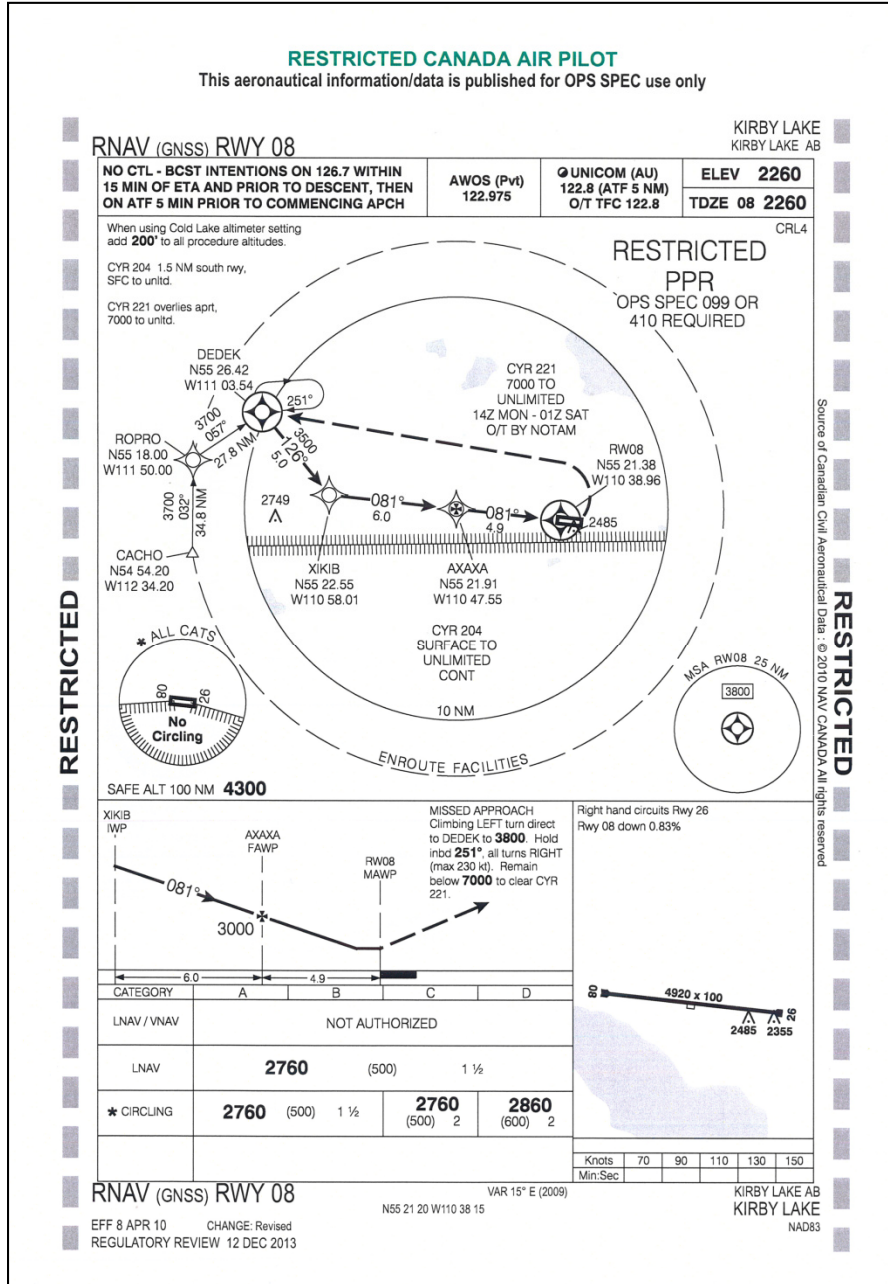 RESTRICTED CANADA AIR PILOT
This aeronautical information/data is published for OPS SPEC use only
KIRBY LAKE
KIRBY LAKE AB
RNAV (GNSS) RWY 08
NO CTL - BCST INTENTIONS ON 126.7 WITHIN
15 MIN OF ETA AND PRIOR TO DESCENT, THEN
ON ATF 5 MIN PRIOR TO COMMENCING APCH
AWOS (Pvt)
122.975
UNICOM (AU)
122.8 (ATF 5 NM)
O/T TFC 122.8
ELEV 2260
TDZE 08 2260
CRL4
When using Cold Lake altimeter setting
add 200' to all procedure altitudes.
CYR 204 1.5 NM south rwy,
SFC to unltd.
CYR 221 overlies aprt,
7000 to unltd.
RESTRICTED
PPR
OPS SPEC 099 OR
410 REQUIRED
DEDEK
N55 26.42
W111 03.54
251°
CYR 221
7000 TO
UNLIMITED
14Z MON - 01Z SAT
O/T BY NOTAM
ROPRO
N55 18.00
W111 50.00
3700
057°
27.8 NM
3500
126°
5.0
RW08
N55 21.38
W110 38.96
3700
032°
34.8 NM
2749
081°
6.0
081°
4.9
2485
CACHO
N54 54.20
W112 34.20
XIKIB
N55 22.55
W110 58.01
AXAXA
N55 21.91
W110 47.55
CYR 204
SURFACE TO
UNLIMITED
CONT
10 NM
ENROUTE FACILITIES
* ALL CATS
08
26
No
Circling
MSA RW08 25 NM
3800
SAFE ALT 100 NM 4300
RESTRICTED
RESTRICTED
Source of Canadian Civil Aeronautical Data : © 2010 NAV CANADA All rights reserved
XIKIB
IWP
AXAXA
FAWP
RW08
MAWP
081°
3000
6.0
4.9
MISSED APPROACH
Climbing LEFT turn direct
to DEDEK to 3800. Hold
inbd 251°, all turns RIGHT
(max 230 kt). Remain
below 7000 to clear CYR
221.
Right hand circuits Rwy 26
Rwy 08 down 0.83%
CATEGORY A B C D
LNAV / VNAV NOT AUTHORIZED
LNAV 2760 (500) 1 ½
* CIRCLING 2760 (500) 1 ½ 2760 (500) 2 2860 (600) 2
08
4920 x 100
26
2485 2355
Knots 70 90 110 130 150
Min:Sec
RNAV (GNSS) RWY 08
VAR 15° E (2009)
N55 21 20 W110 38 15
KIRBY LAKE AB
KIRBY LAKE
NAD83
EFF 8 APR 10 CHANGE: Revised
REGULATORY REVIEW 12 DEC 2013